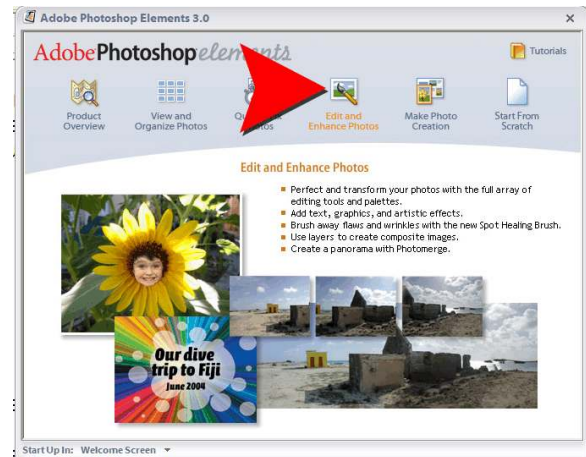 Adobe Photoshop Elements 3.0
Adobe Photoshop elements
Tutorials
Product
Overview
View and
Organize Photos
Edit and
Enhance Photos
Make Photo
Creation
Start From
Scratch
Edit and Enhance Photos
Perfect and transform your photos with the full array of
editing tools and palettes.
Add text, graphics, and artistic effects.
Brush away flaws and wrinkles with the new Spot Healing Brush.
Use layers to create composite images.
Create a panorama with Photomerge.
Our dive
trip to Fiji
June 2004
Start Up In: Welcome Screen